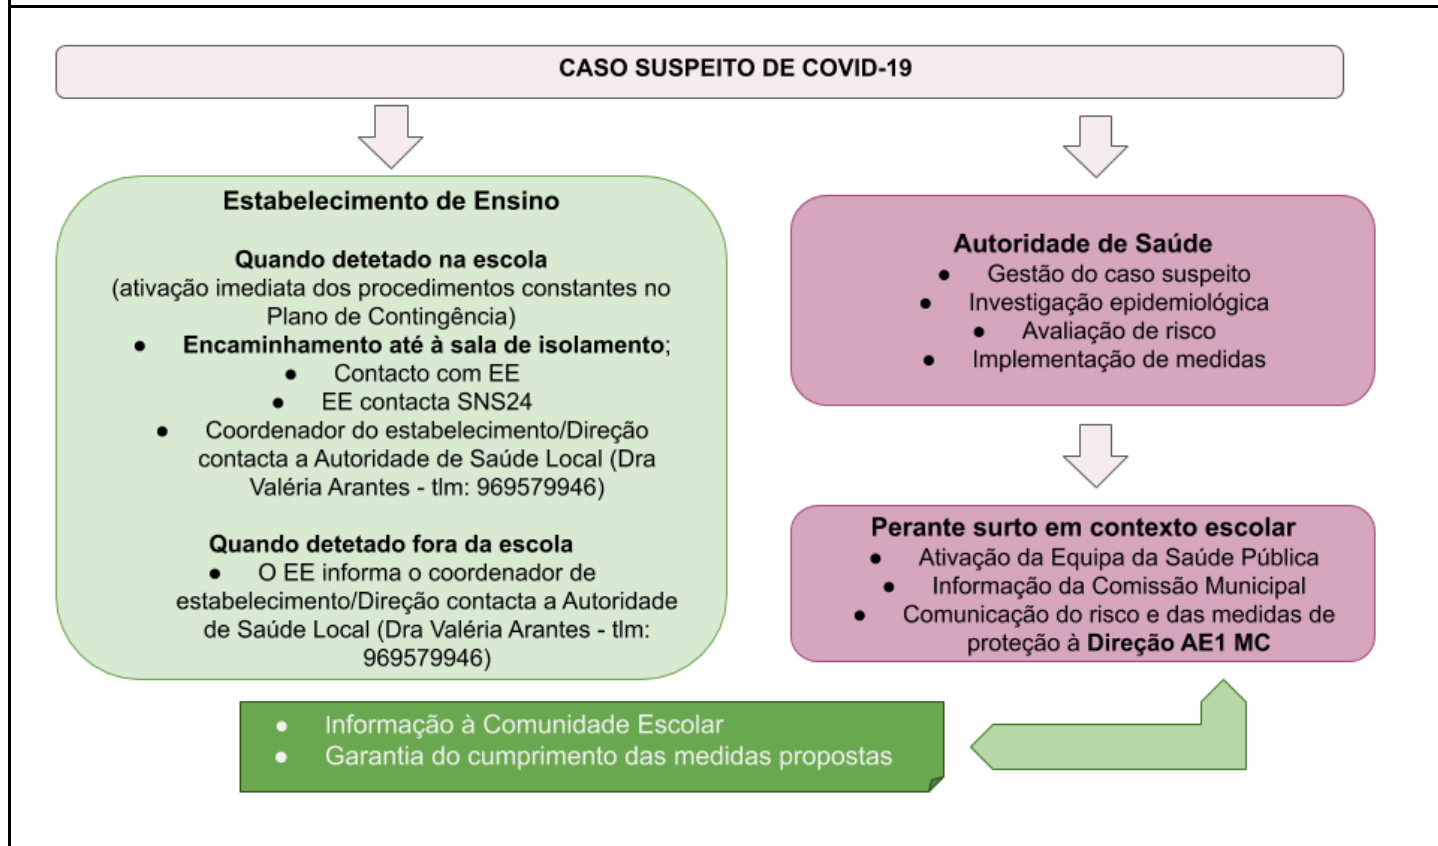 CASO SUSPEITO DE COVID-19
Estabelecimento de Ensino
Quando detetado na escola
(ativação imediata dos procedimentos constantes no
Plano de Contingência)
● Encaminhamento até à sala de isolamento;
● Contacto com EE
● EE contacta SNS24
● Coordenador do estabelecimento/Direção
contacta a Autoridade de Saúde Local (Dra
Valéria Arantes - tlm: 969579946)
Quando detetado fora da escola
● O EE informa o coordenador de
estabelecimento/Direção contacta a Autoridade
de Saúde Local (Dra Valéria Arantes - tlm:
969579946)
Autoridade de Saúde
● Gestão do caso suspeito
● Investigação epidemiológica
● Avaliação de risco
● Implementação de medidas
Perante surto em contexto escolar
● Ativação da Equipa da Saúde Pública
● Informação da Comissão Municipal
● Comunicação do risco e das medidas de
proteção à Direção AE1 MC
● Informação à Comunidade Escolar
● Garantia do cumprimento das medidas propostas